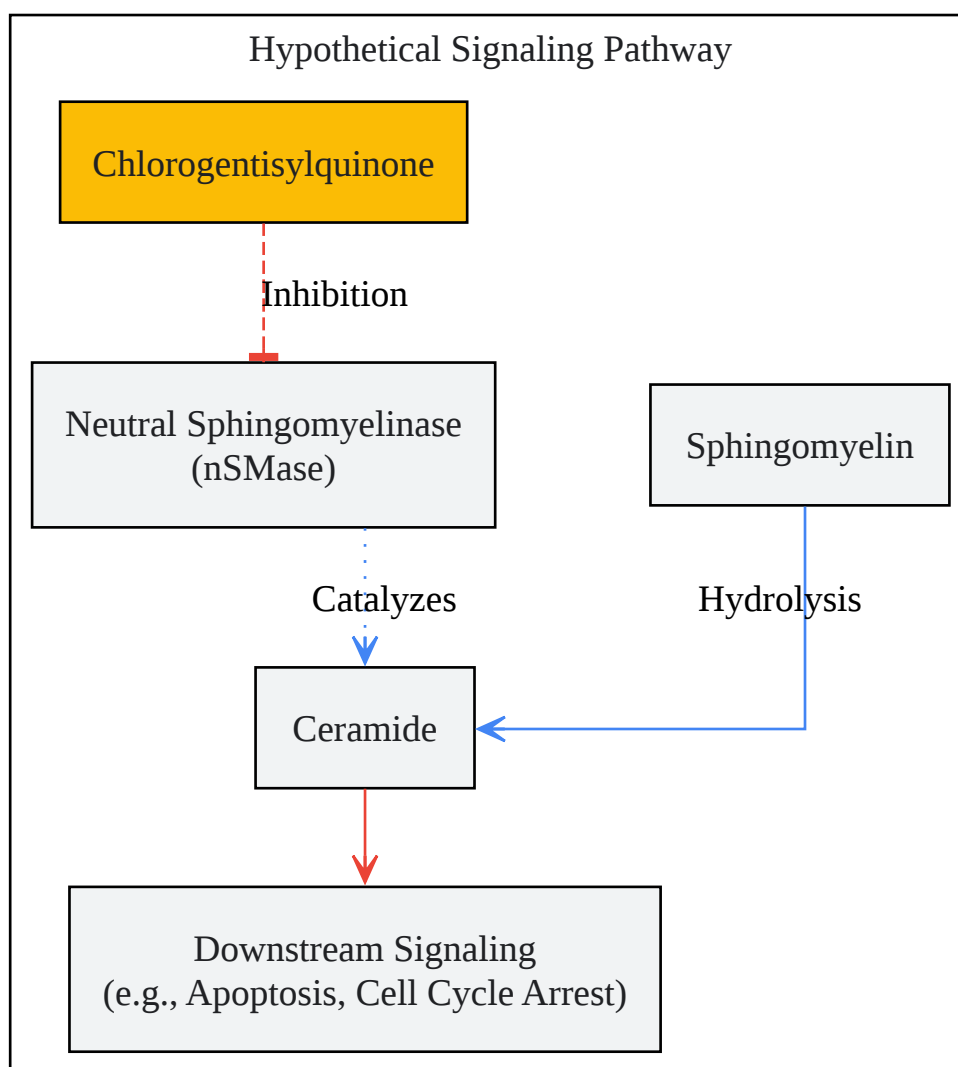 Hypothetical Signaling Pathway
Chlorogentisylquinone
Inhibition
Neutral Sphingomyelinase
(nSMase)
Sphingomyelin
Catalyzes
Hydrolysis
Ceramide
Downstream Signaling
(e.g., Apoptosis, Cell Cycle Arrest)